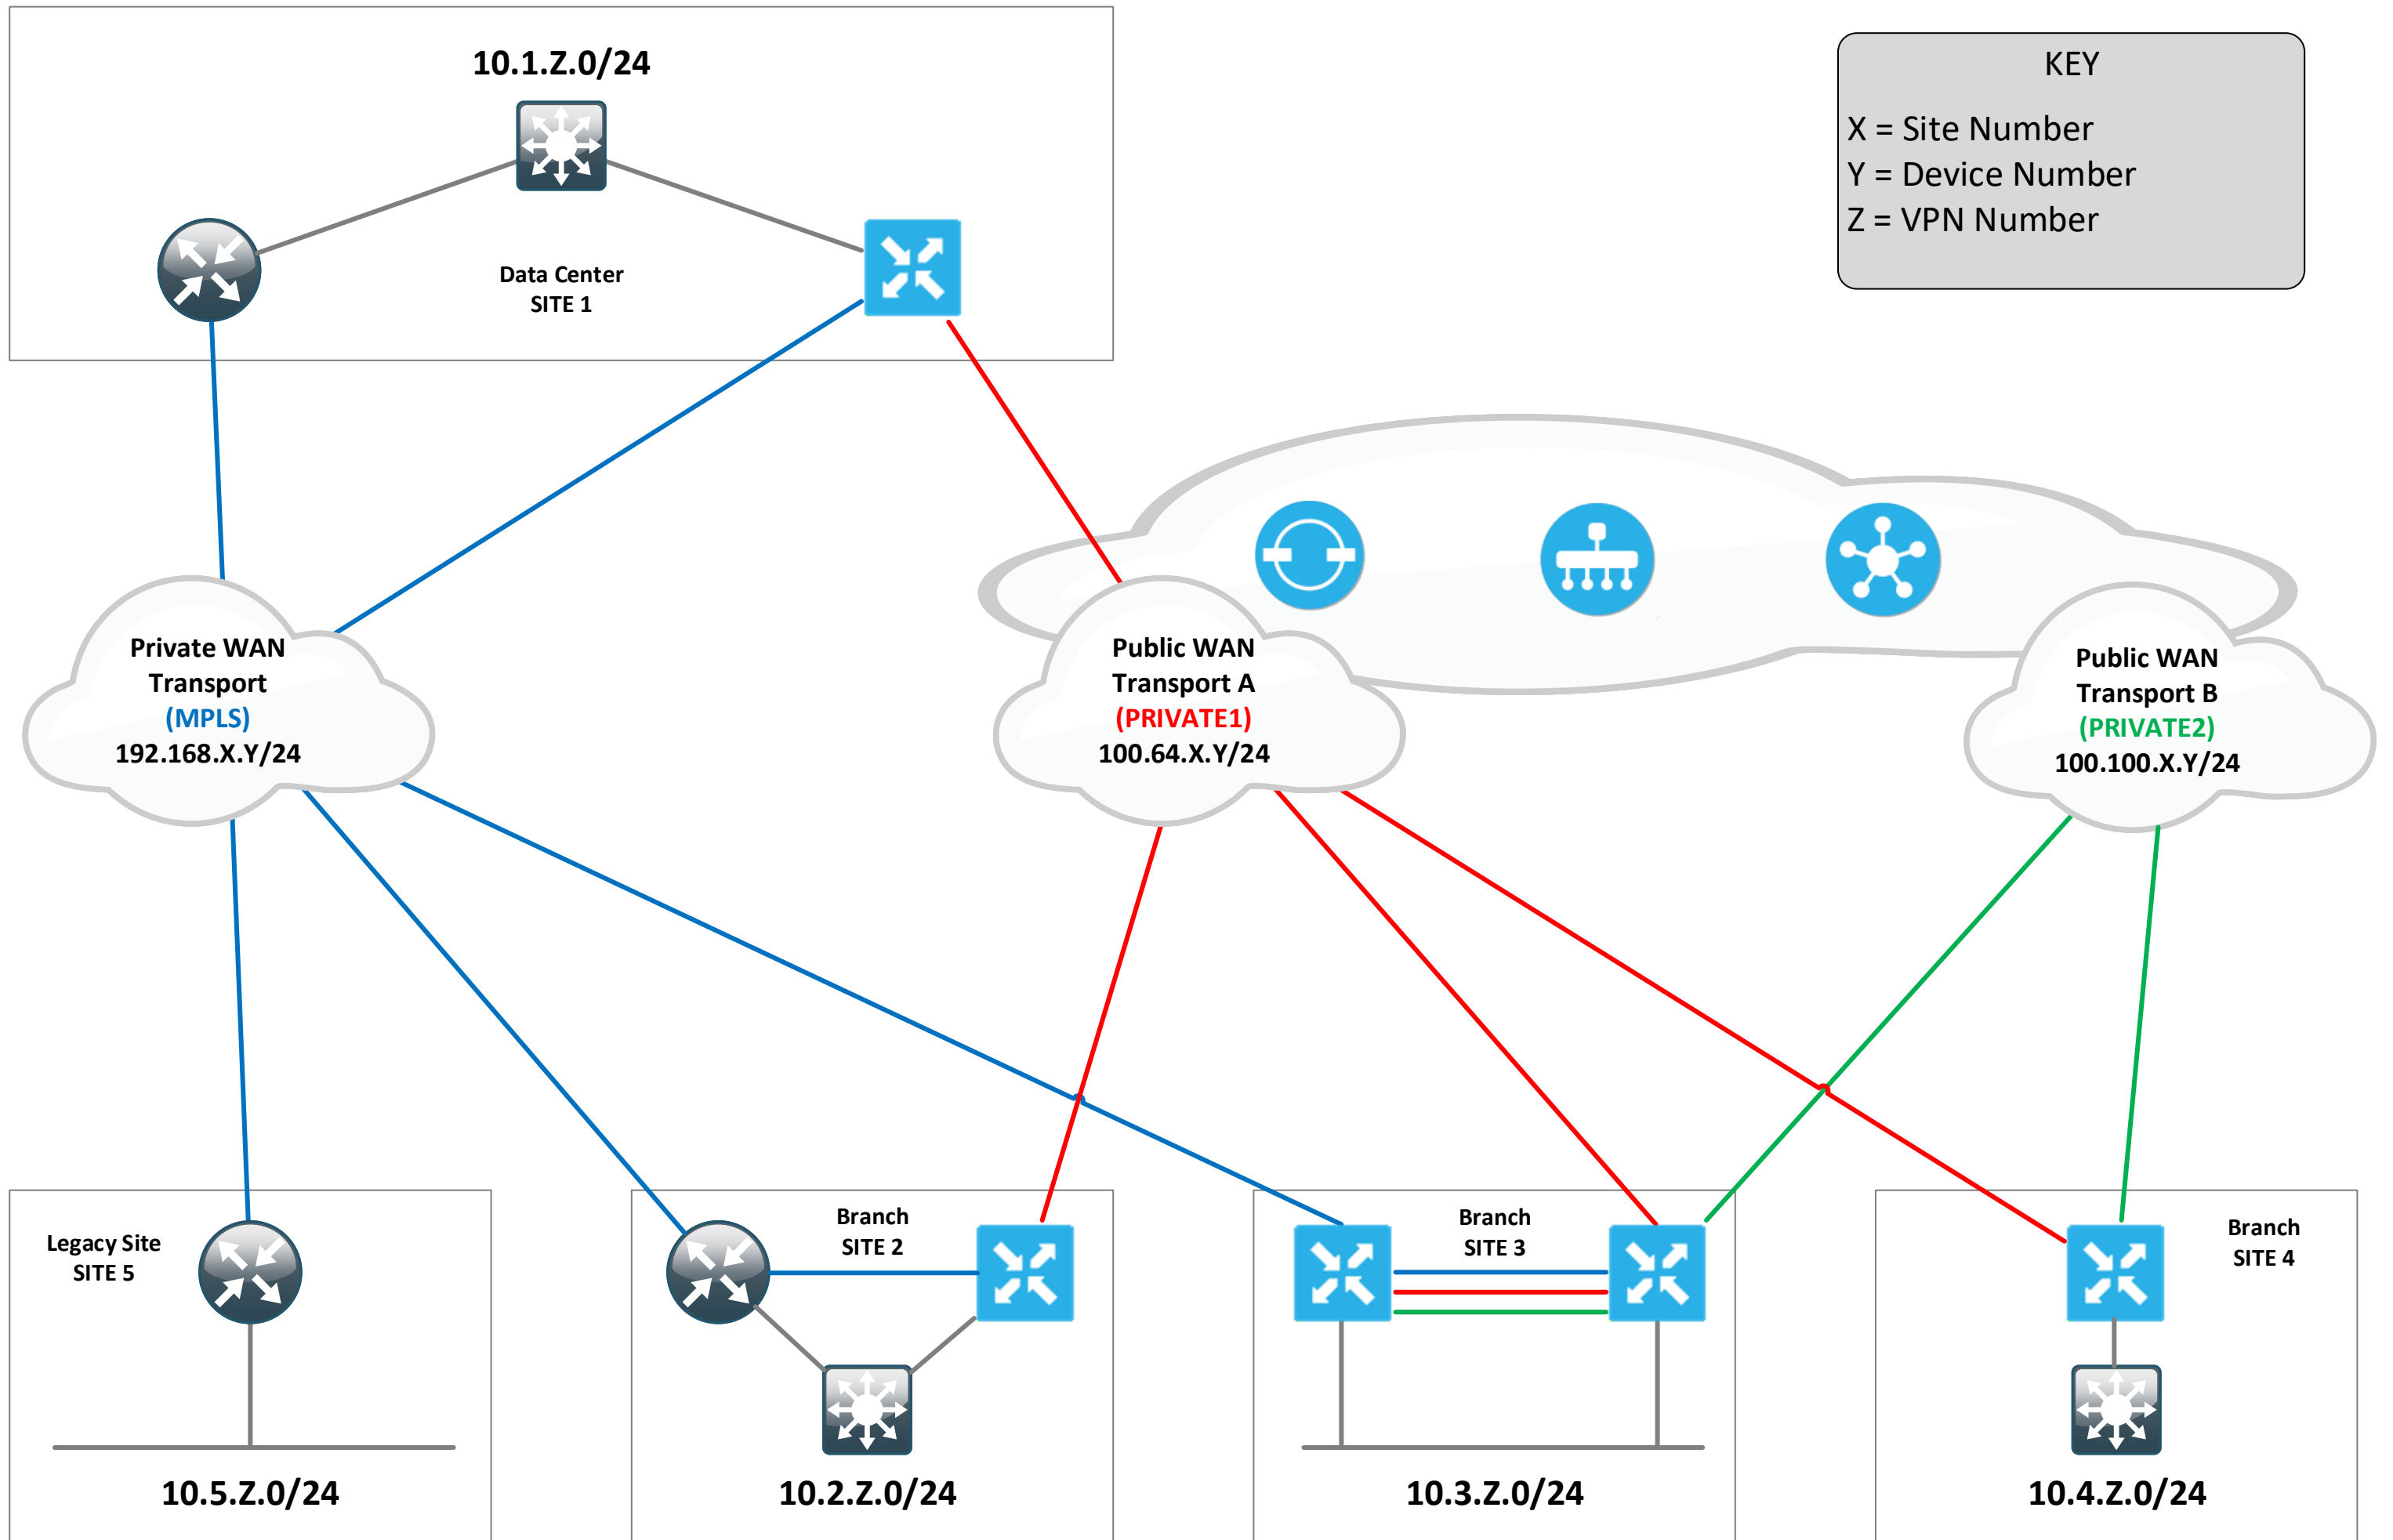 10.1.Z.0/24
Data Center
SITE 1
KEY
X = Site Number
Y = Device Number
Z = VPN Number
Private WAN
Transport
(MPLS)
192.168.X.Y/24
Public WAN
Transport A
(PRIVATE1)
100.64.X.Y/24
Public WAN
Transport B
(PRIVATE2)
100.100.X.Y/24
Legacy Site
SITE 5
10.5.Z.0/24
Branch
SITE 2
10.2.Z.0/24
Branch
SITE 3
10.3.Z.0/24
Branch
SITE 4
10.4.Z.0/24